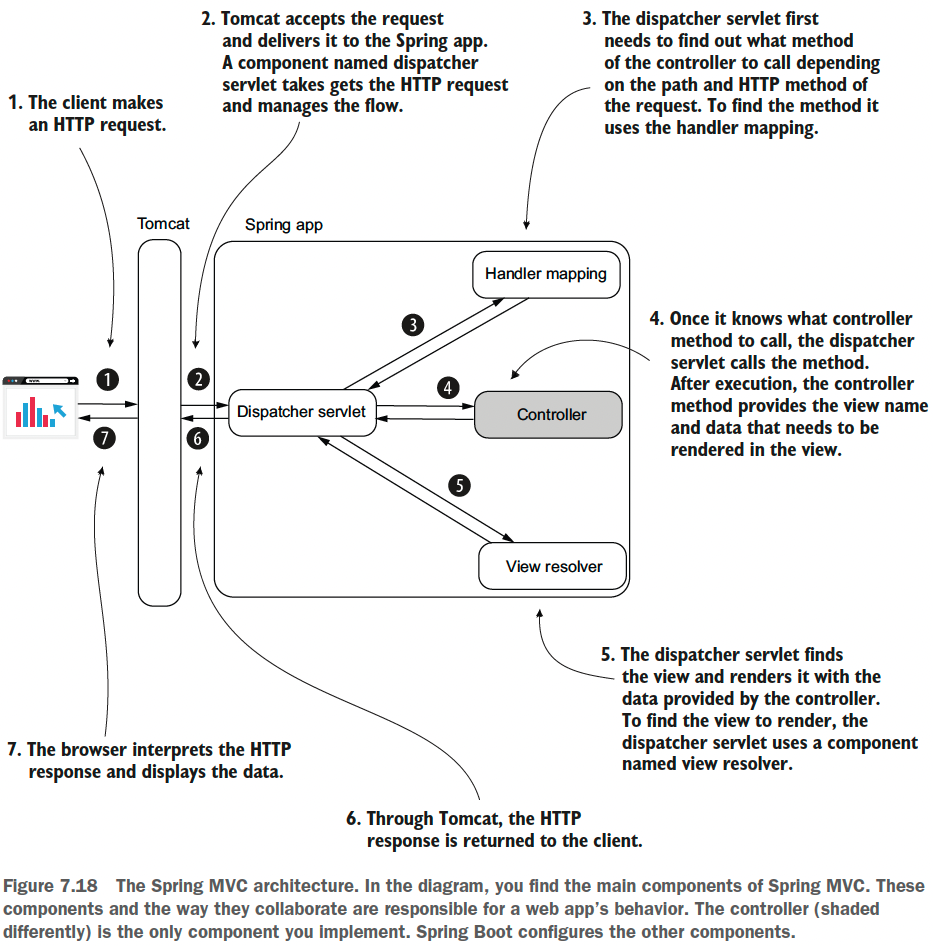 2. Tomcat accepts the request
and delivers it to the Spring app.
A component named dispatcher
servlet takes gets the HTTP request
and manages the flow.
3. The dispatcher servlet first
needs to find out what method
of the controller to call depending
on the path and HTTP method of
the request. To find the method it
uses the handler mapping.
1. The client makes
an HTTP request.
Tomcat
Spring app
Handler mapping
3
4. Once it knows what controller
method to call, the dispatcher
servlet calls the method.
After execution, the controller
method provides the view name
and data that needs to be
rendered in the view.
1
2
4
Dispatcher servlet
Controller
7
6
5
View resolver
5. The dispatcher servlet finds
the view and renders it with the
data provided by the controller.
To find the view to render, the
dispatcher servlet uses a component
named view resolver.
7. The browser interprets the HTTP
response and displays the data.
6. Through Tomcat, the HTTP
response is returned to the client.
Figure 7.18 The Spring MVC architecture. In the diagram, you find the main components of Spring MVC. These
components and the way they collaborate are responsible for a web app's behavior. The controller (shaded
differently) is the only component you implement. Spring Boot configures the other components.